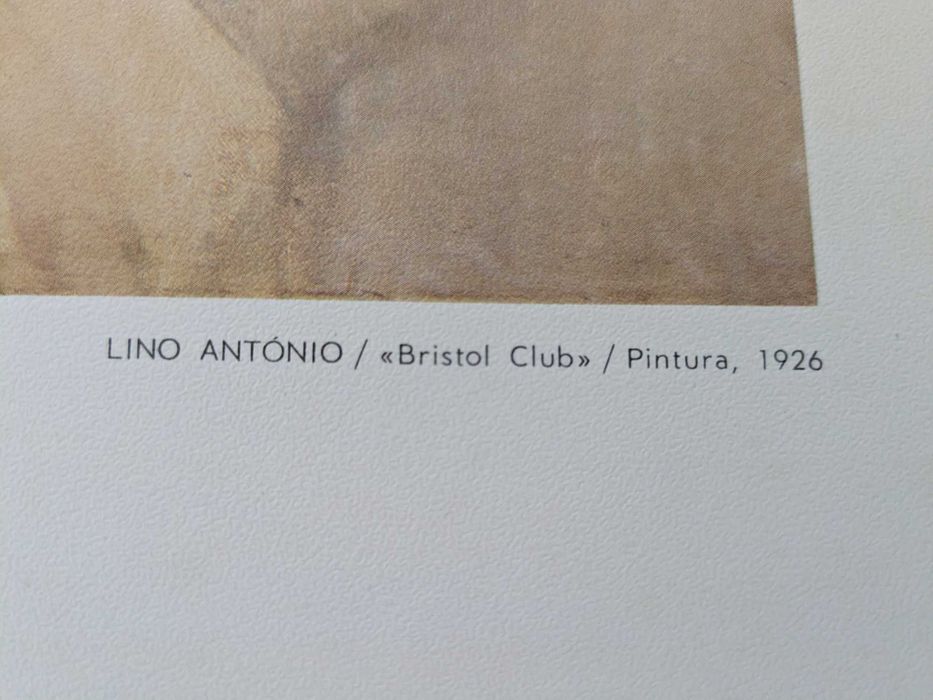 LINO ANTÓNIO / «Bristol Club» / Pintura, 1926